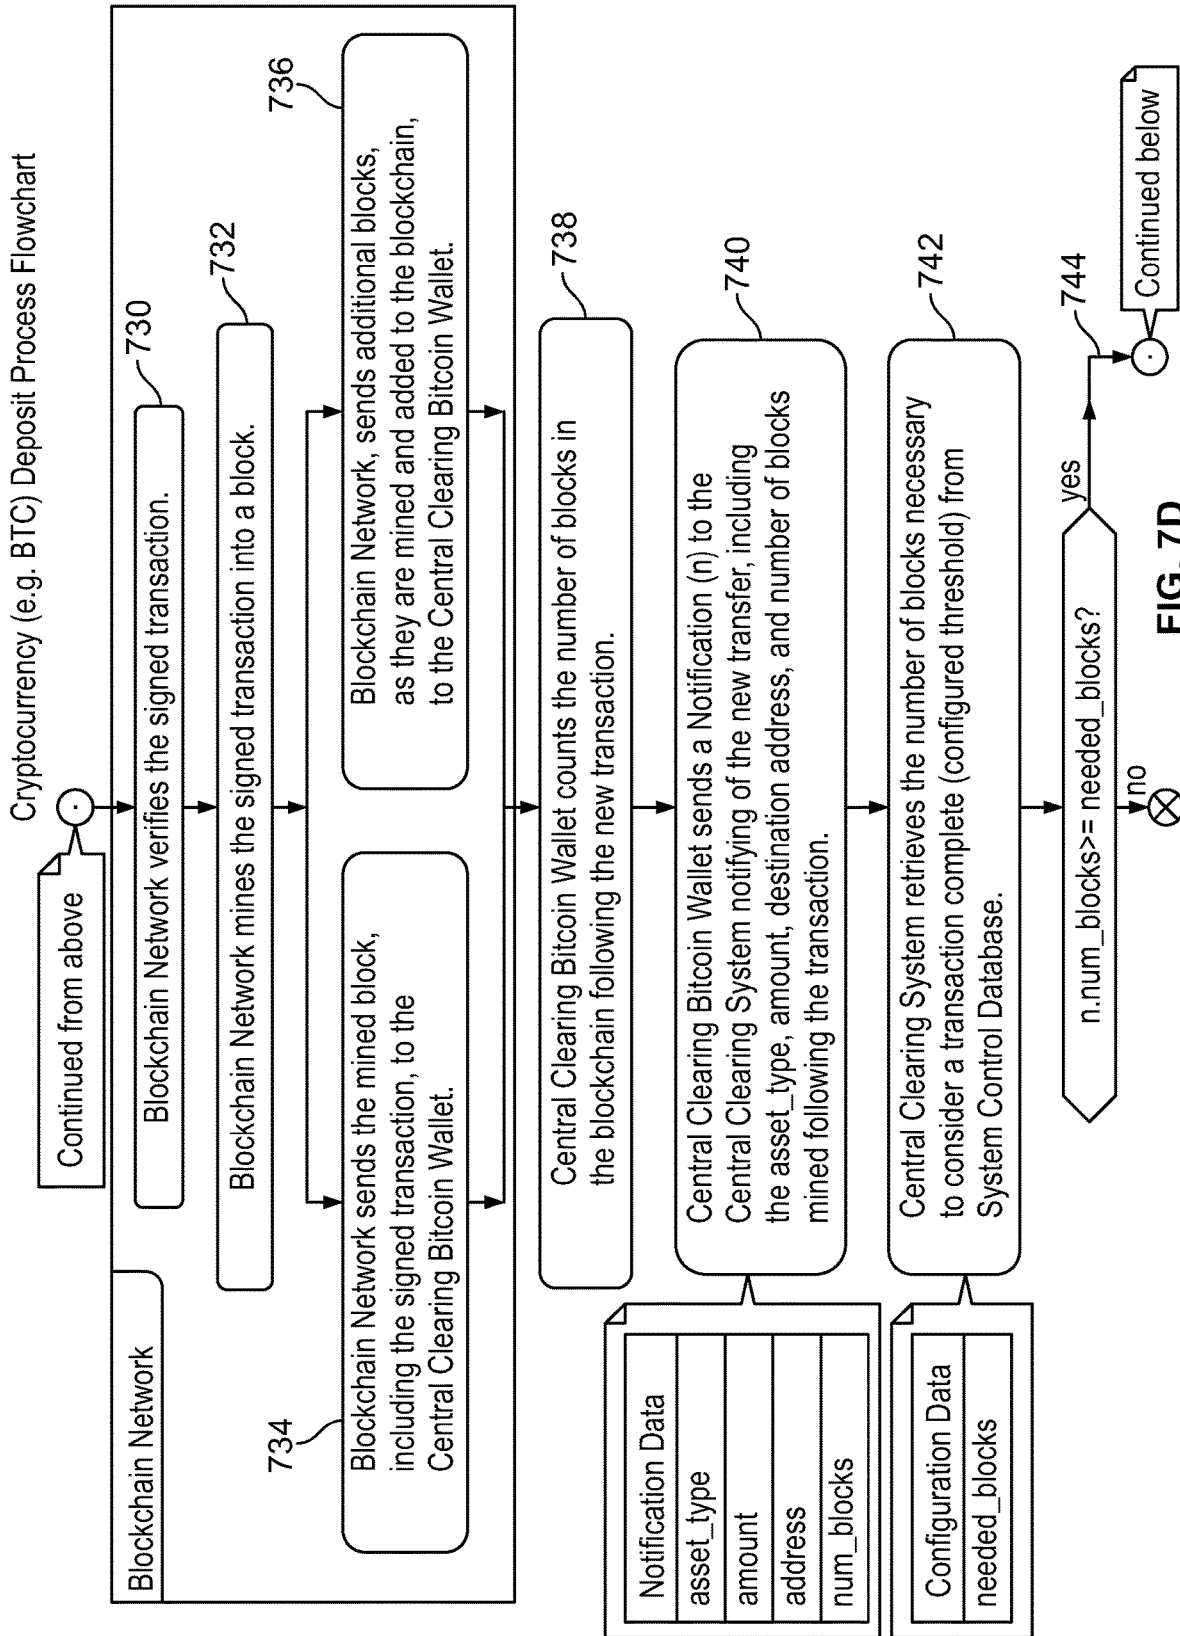 Cryptocurrency (e.g. BTC) Deposit Process Flowchart
Continued from above
Blockchain Network
730
Blockchain Network verifies the signed transaction.
732
Blockchain Network mines the signed transaction into a block.
734
Blockchain Network sends the mined block,
including the signed transaction, to the
Central Clearing Bitcoin Wallet.
736
Blockchain Network, sends additional blocks,
as they are mined and added to the blockchain,
to the Central Clearing Bitcoin Wallet.
738
Central Clearing Bitcoin Wallet counts the number of blocks in
the blockchain following the new transaction.
740
Central Clearing Bitcoin Wallet sends a Notification (n) to the
Central Clearing System notifying of the new transfer, including
the asset_type, amount, destination address, and number of blocks
mined following the transaction.
Notification Data
asset_type
amount
address
num_blocks
742
Central Clearing System retrieves the number of blocks necessary
to consider a transaction complete (configured threshold) from
System Control Database.
Configuration Data
needed_blocks
n.num_blocks>= needed_blocks?
yes
744
no
Continued below
FIG. 7D